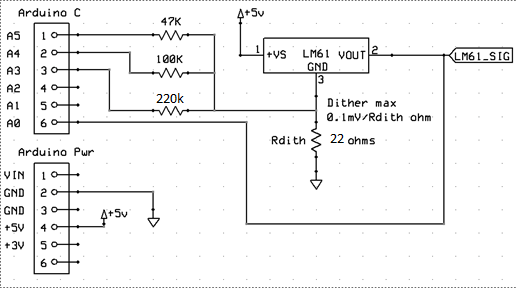 Arduino C
A5 1
A4 2
A3 3
A2 4
A1 5
A0 6
47K
100K
220k
+5v
1 +VS LM61 VOUT 2
GND
3
LM61_SIG
Dither max
0.1mV/Rdith ohm
Rdith 22 ohms
Arduino Pwr
VIN 1
GND 2
GND 3
+5V 4
+3V 5
6
+5v